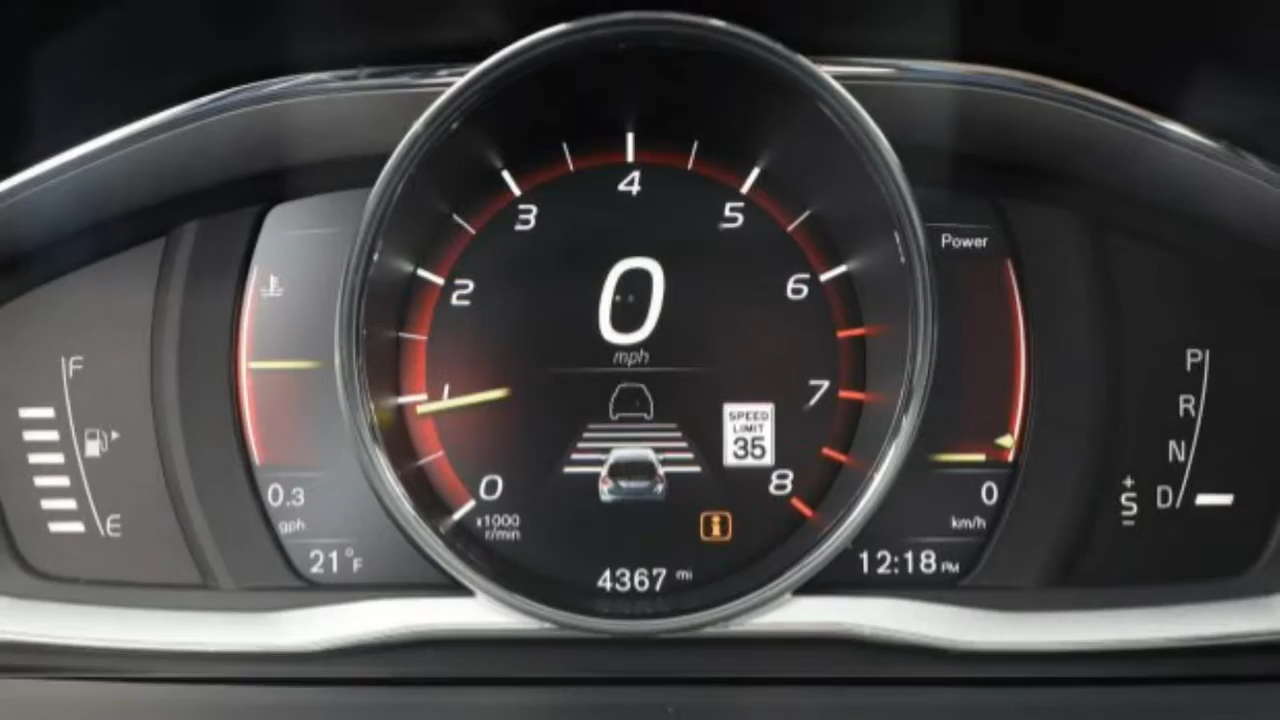 F
E
0.3
gph
21°F
0
1
2
3
4
5
6
7
8
x1000
r/min
0
mph
SPEED
LIMIT
35
i
4367 mi
Power
0
km/h
12:18 PM
P
R
N
D
+
S
−